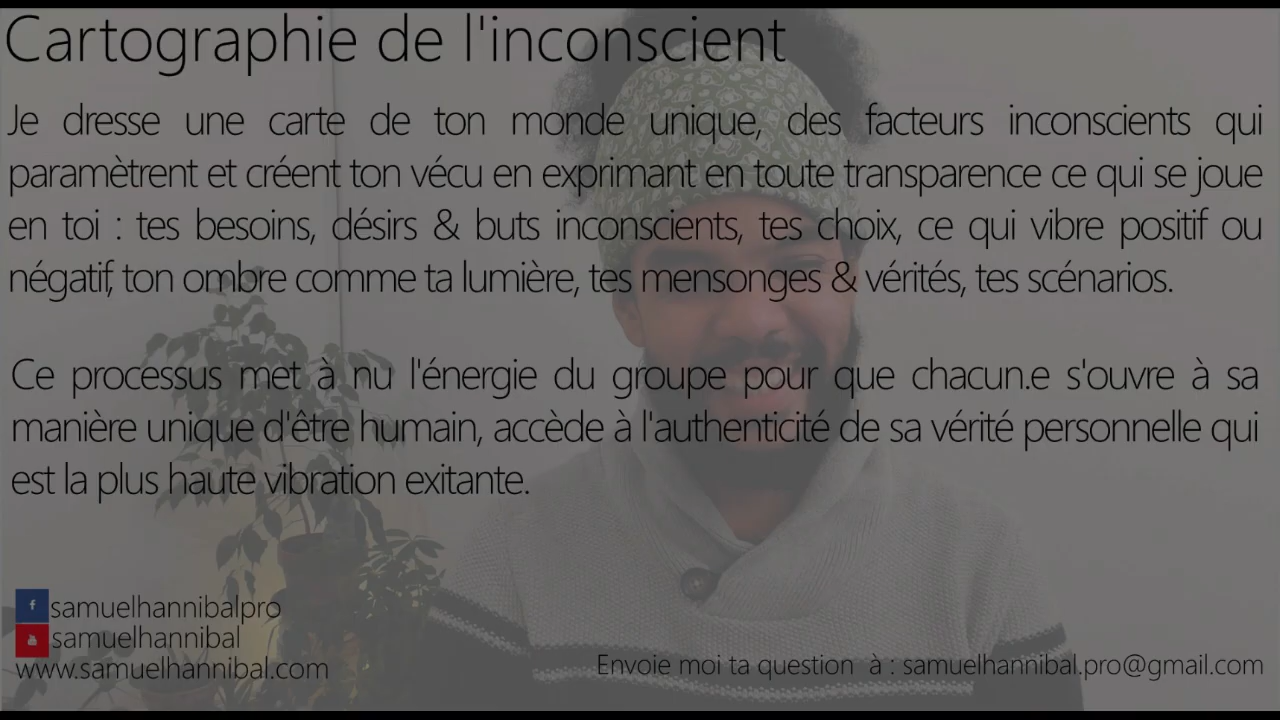 Cartographie de l'inconscient
Je dresse une carte de ton monde unique, des facteurs inconscients qui
paramètrent et créent ton vécu en exprimant en toute transparence ce qui se joue
en toi : tes besoins, désirs & buts inconscients, tes choix, ce qui vibre positif ou
négatif, ton ombre comme ta lumière, tes mensonges & vérités, tes scénarios.
Ce processus met à nu l'énergie du groupe pour que chacun.e s'ouvre à sa
manière unique d'être humain, accède à l'authenticité de sa vérité personnelle qui
est la plus haute vibration exitante.
samuelhannibalpro
samuelhannibal
www.samuelhannibal.com
Envoie moi ta question à : samuelhannibal.pro@gmail.com